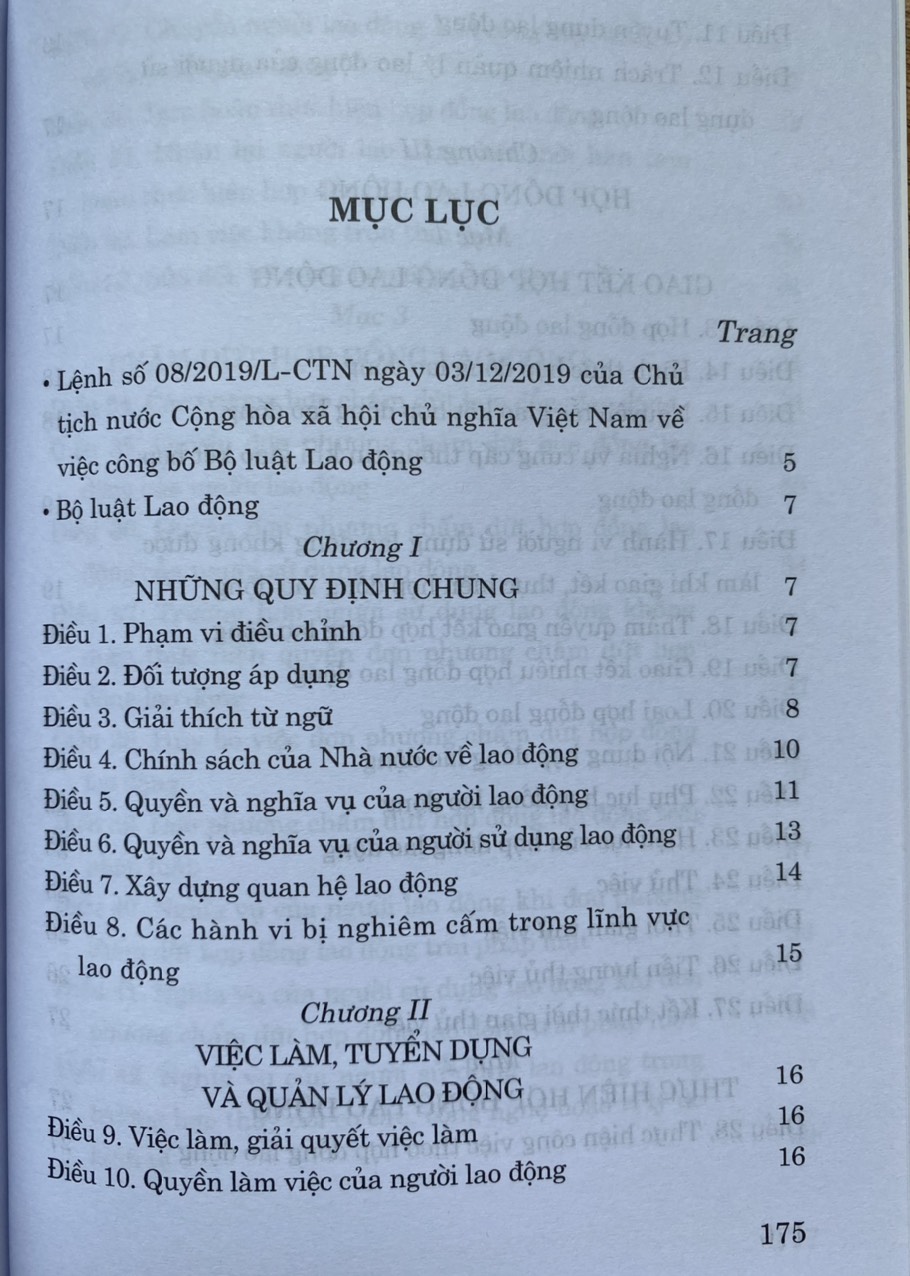 MỤC LỤC
Trang
• Lệnh số 08/2019/L-CTN ngày 03/12/2019 của Chủ
tịch nước Cộng hòa xã hội chủ nghĩa Việt Nam về
việc công bố Bộ luật Lao động 5
• Bộ luật Lao động 7
Chương I
NHỮNG QUY ĐỊNH CHUNG 7
Điều 1. Phạm vi điều chỉnh 7
Điều 2. Đối tượng áp dụng 7
Điều 3. Giải thích từ ngữ 8
Điều 4. Chính sách của Nhà nước về lao động 10
Điều 5. Quyền và nghĩa vụ của người lao động 11
Điều 6. Quyền và nghĩa vụ của người sử dụng lao động 13
Điều 7. Xây dựng quan hệ lao động 14
Điều 8. Các hành vi bị nghiêm cấm trong lĩnh vực
lao động 15
Chương II
VIỆC LÀM, TUYỂN DỤNG
VÀ QUẢN LÝ LAO ĐỘNG 16
Điều 9. Việc làm, giải quyết việc làm 16
Điều 10. Quyền làm việc của người lao động 16
175